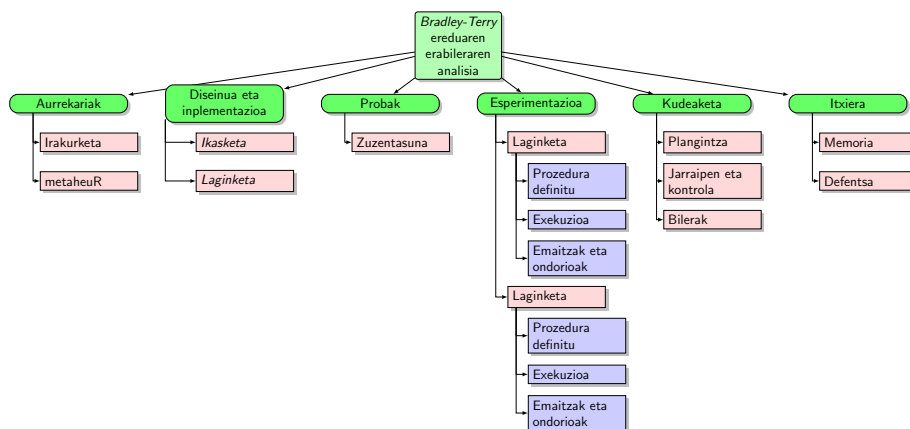 Bradley-Terry
ereduaren
erabileraren
analisia
Aurrekariak
Diseinua eta
inplementazioa
Probak
Esperimentazioa
Kudeaketa
Itxiera
Irakurketa
metaheuR
Ikasketa
Laginketa
Zuzentasuna
Laginketa
Prozedura
definitu
Exekuzioa
Emaitzak eta
ondorioak
Laginketa
Prozedura
definitu
Exekuzioa
Emaitzak eta
ondorioak
Plangintza
Jarraipen eta
kontrola
Bilerak
Memoria
Defentsa